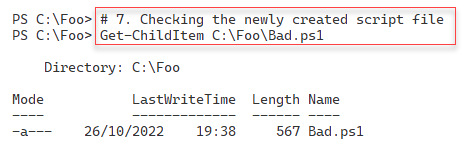 PS C:\Foo> # 7. Checking the newly created script file
PS C:\Foo> Get-ChildItem C:\Foo\Bad.ps1
Directory: C:\Foo
Mode LastWriteTime Length Name
---- ------------- ------ ----
-a--- 26/10/2022 19:38 567 Bad.ps1